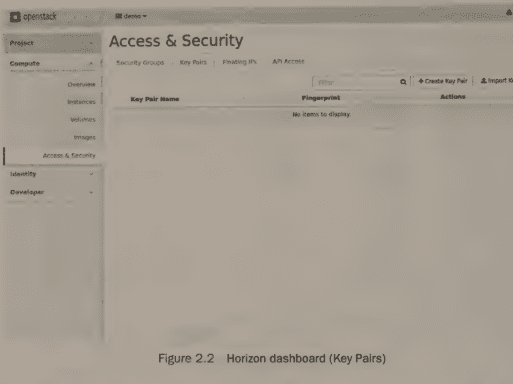 openstack demo
Project
Access & Security
Compute
Security Groups Key Pairs Floating IPs API Access
Overview
Filter + Create Key Pair Import
Instances
Key Pair Name Fingerprint Actions
Volumes
No items to display
Images
Access & Security
Identity
Developer
Figure 2.2 Horizon dashboard (Key Pairs)